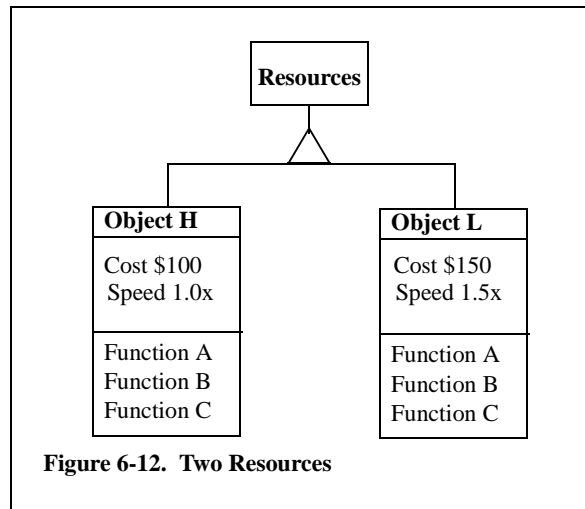 Resources
Object H
Cost $100
Speed 1.0x
Function A
Function B
Function C
Object L
Cost $150
Speed 1.5x
Function A
Function B
Function C
Figure 6-12. Two Resources